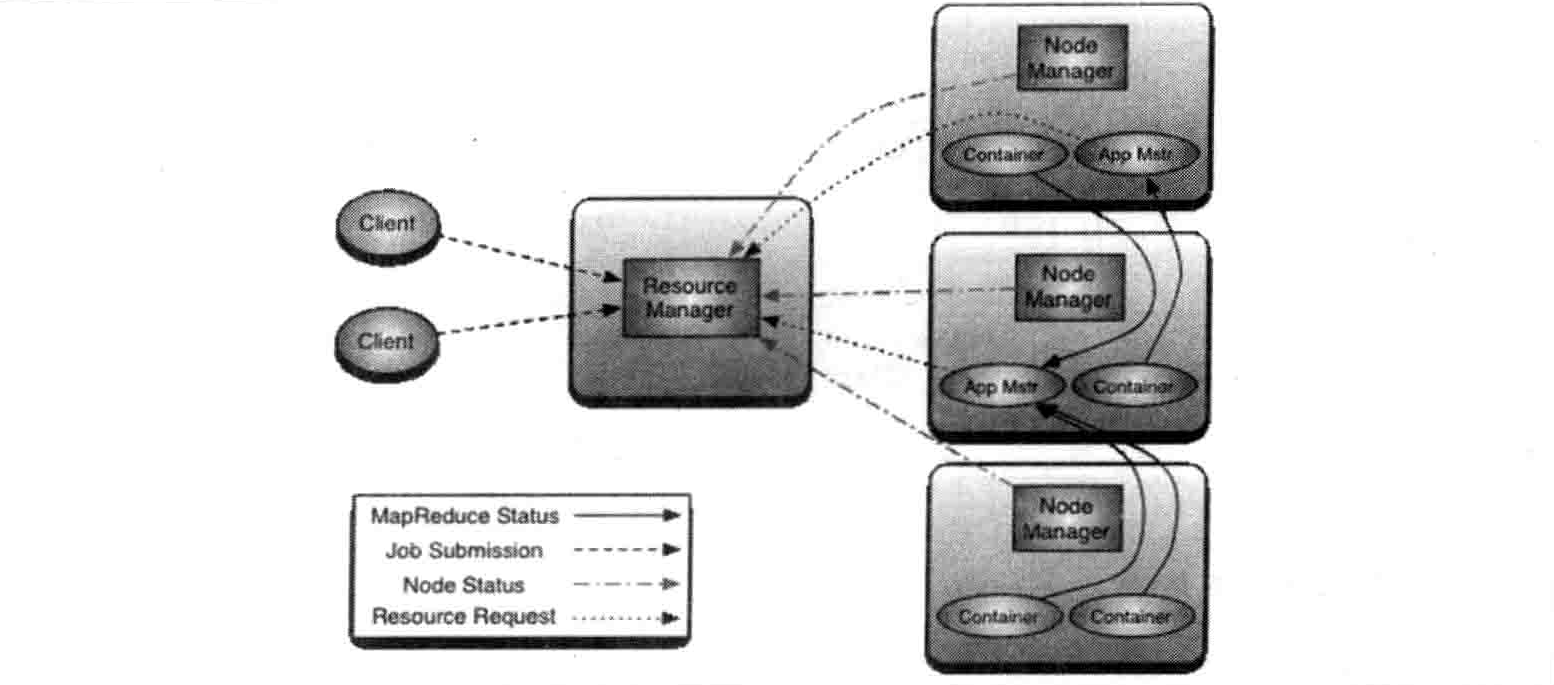 Node
Manager
Container
App Mstr
Client
Client
Resource
Manager
Node
Manager
App Mstr
Container
Node
Manager
Container
Container
MapReduce Status
Job Submission
Node Status
Resource Request